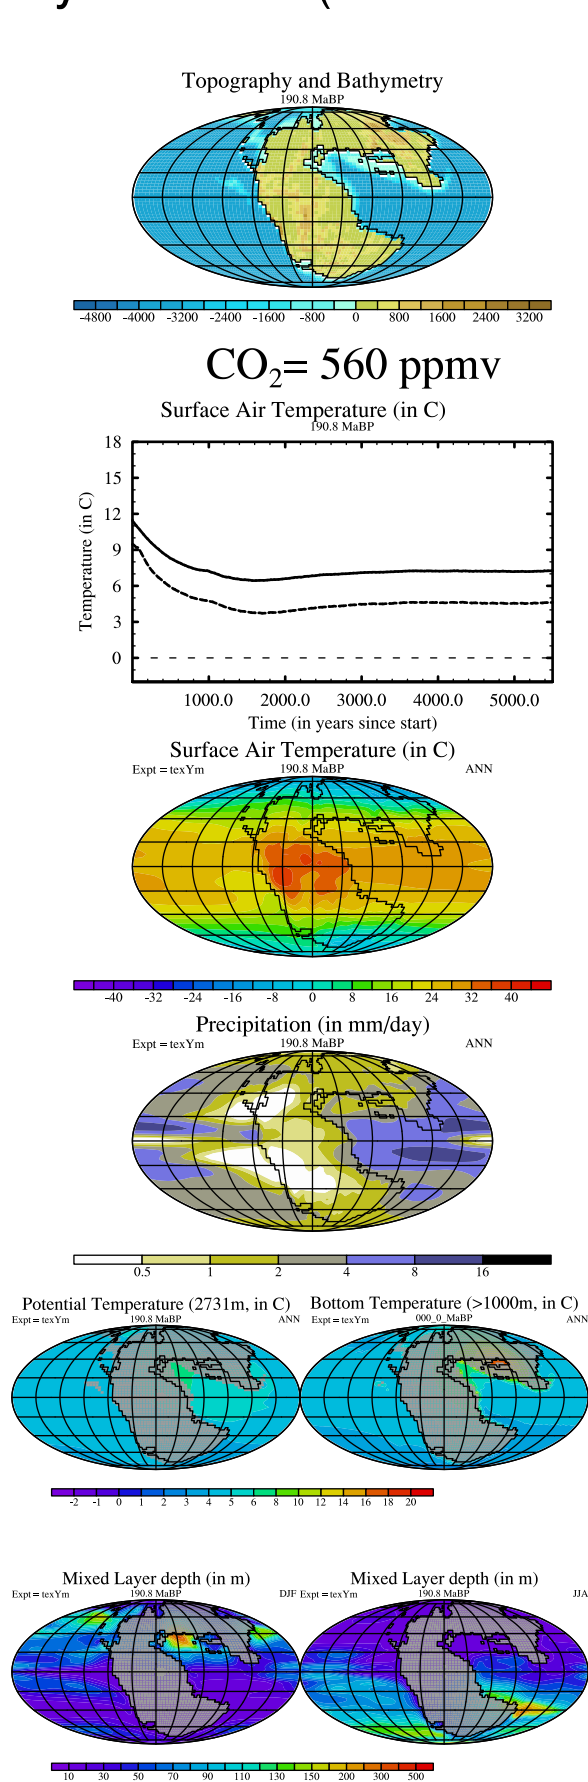 y (
Topography and Bathymetry
190.8 MaBP
-4800 -4000 -3200 -2400 -1600 -800 0 800 1600 2400 3200
CO₂= 560 ppmv
Surface Air Temperature (in C)
190.8 MaBP
Temperature (in C)
18
15
12
9
6
3
0
1000.0 2000.0 3000.0 4000.0 5000.0
Time (in years since start)
Surface Air Temperature (in C)
Expt = texYm 190.8 MaBP ANN
-40 -32 -24 -16 -8 0 8 16 24 32 40
Precipitation (in mm/day)
Expt = texYm 190.8 MaBP ANN
0.5 1 2 4 8 16
Potential Temperature (2731m, in C) Bottom Temperature (>1000m, in C)
Expt = texYm 190.8 MaBP ANN Expt = texYm 000_0_MaBP ANN
-2 -1 0 1 2 3 4 5 6 8 10 12 14 16 18 20
Mixed Layer depth (in m) Mixed Layer depth (in m)
Expt = texYm 190.8 MaBP DJF Expt = texYm 190.8 MaBP JJA
10 30 50 70 90 110 130 150 200 300 500